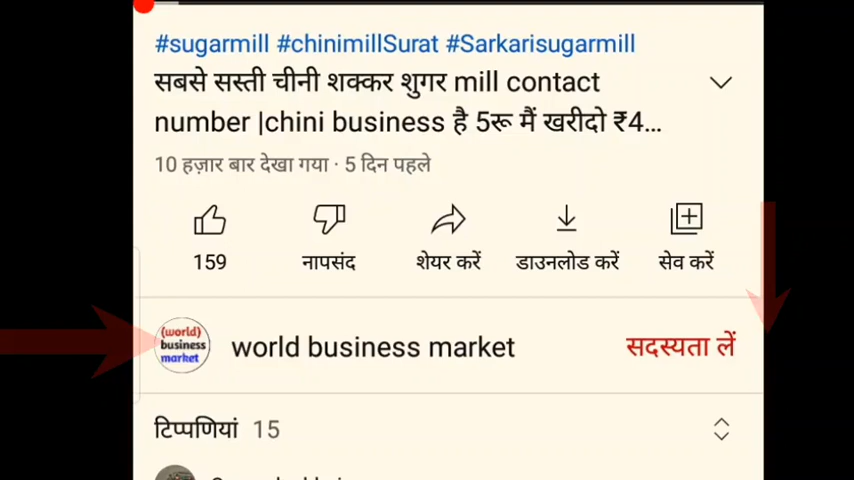 #sugarmill #chinimillSurat #Sarkarisugarmill
सबसे सस्ती चीनी शक्कर शुगर mill contact
number |chini business है 5रू मैं खरीदो ₹4...
10 हज़ार बार देखा गया · 5 दिन पहले
159 नापसंद शेयर करें डाउनलोड करें सेव करें
(world)
business
market
world business market सदस्यता लें
टिप्पणियां 15